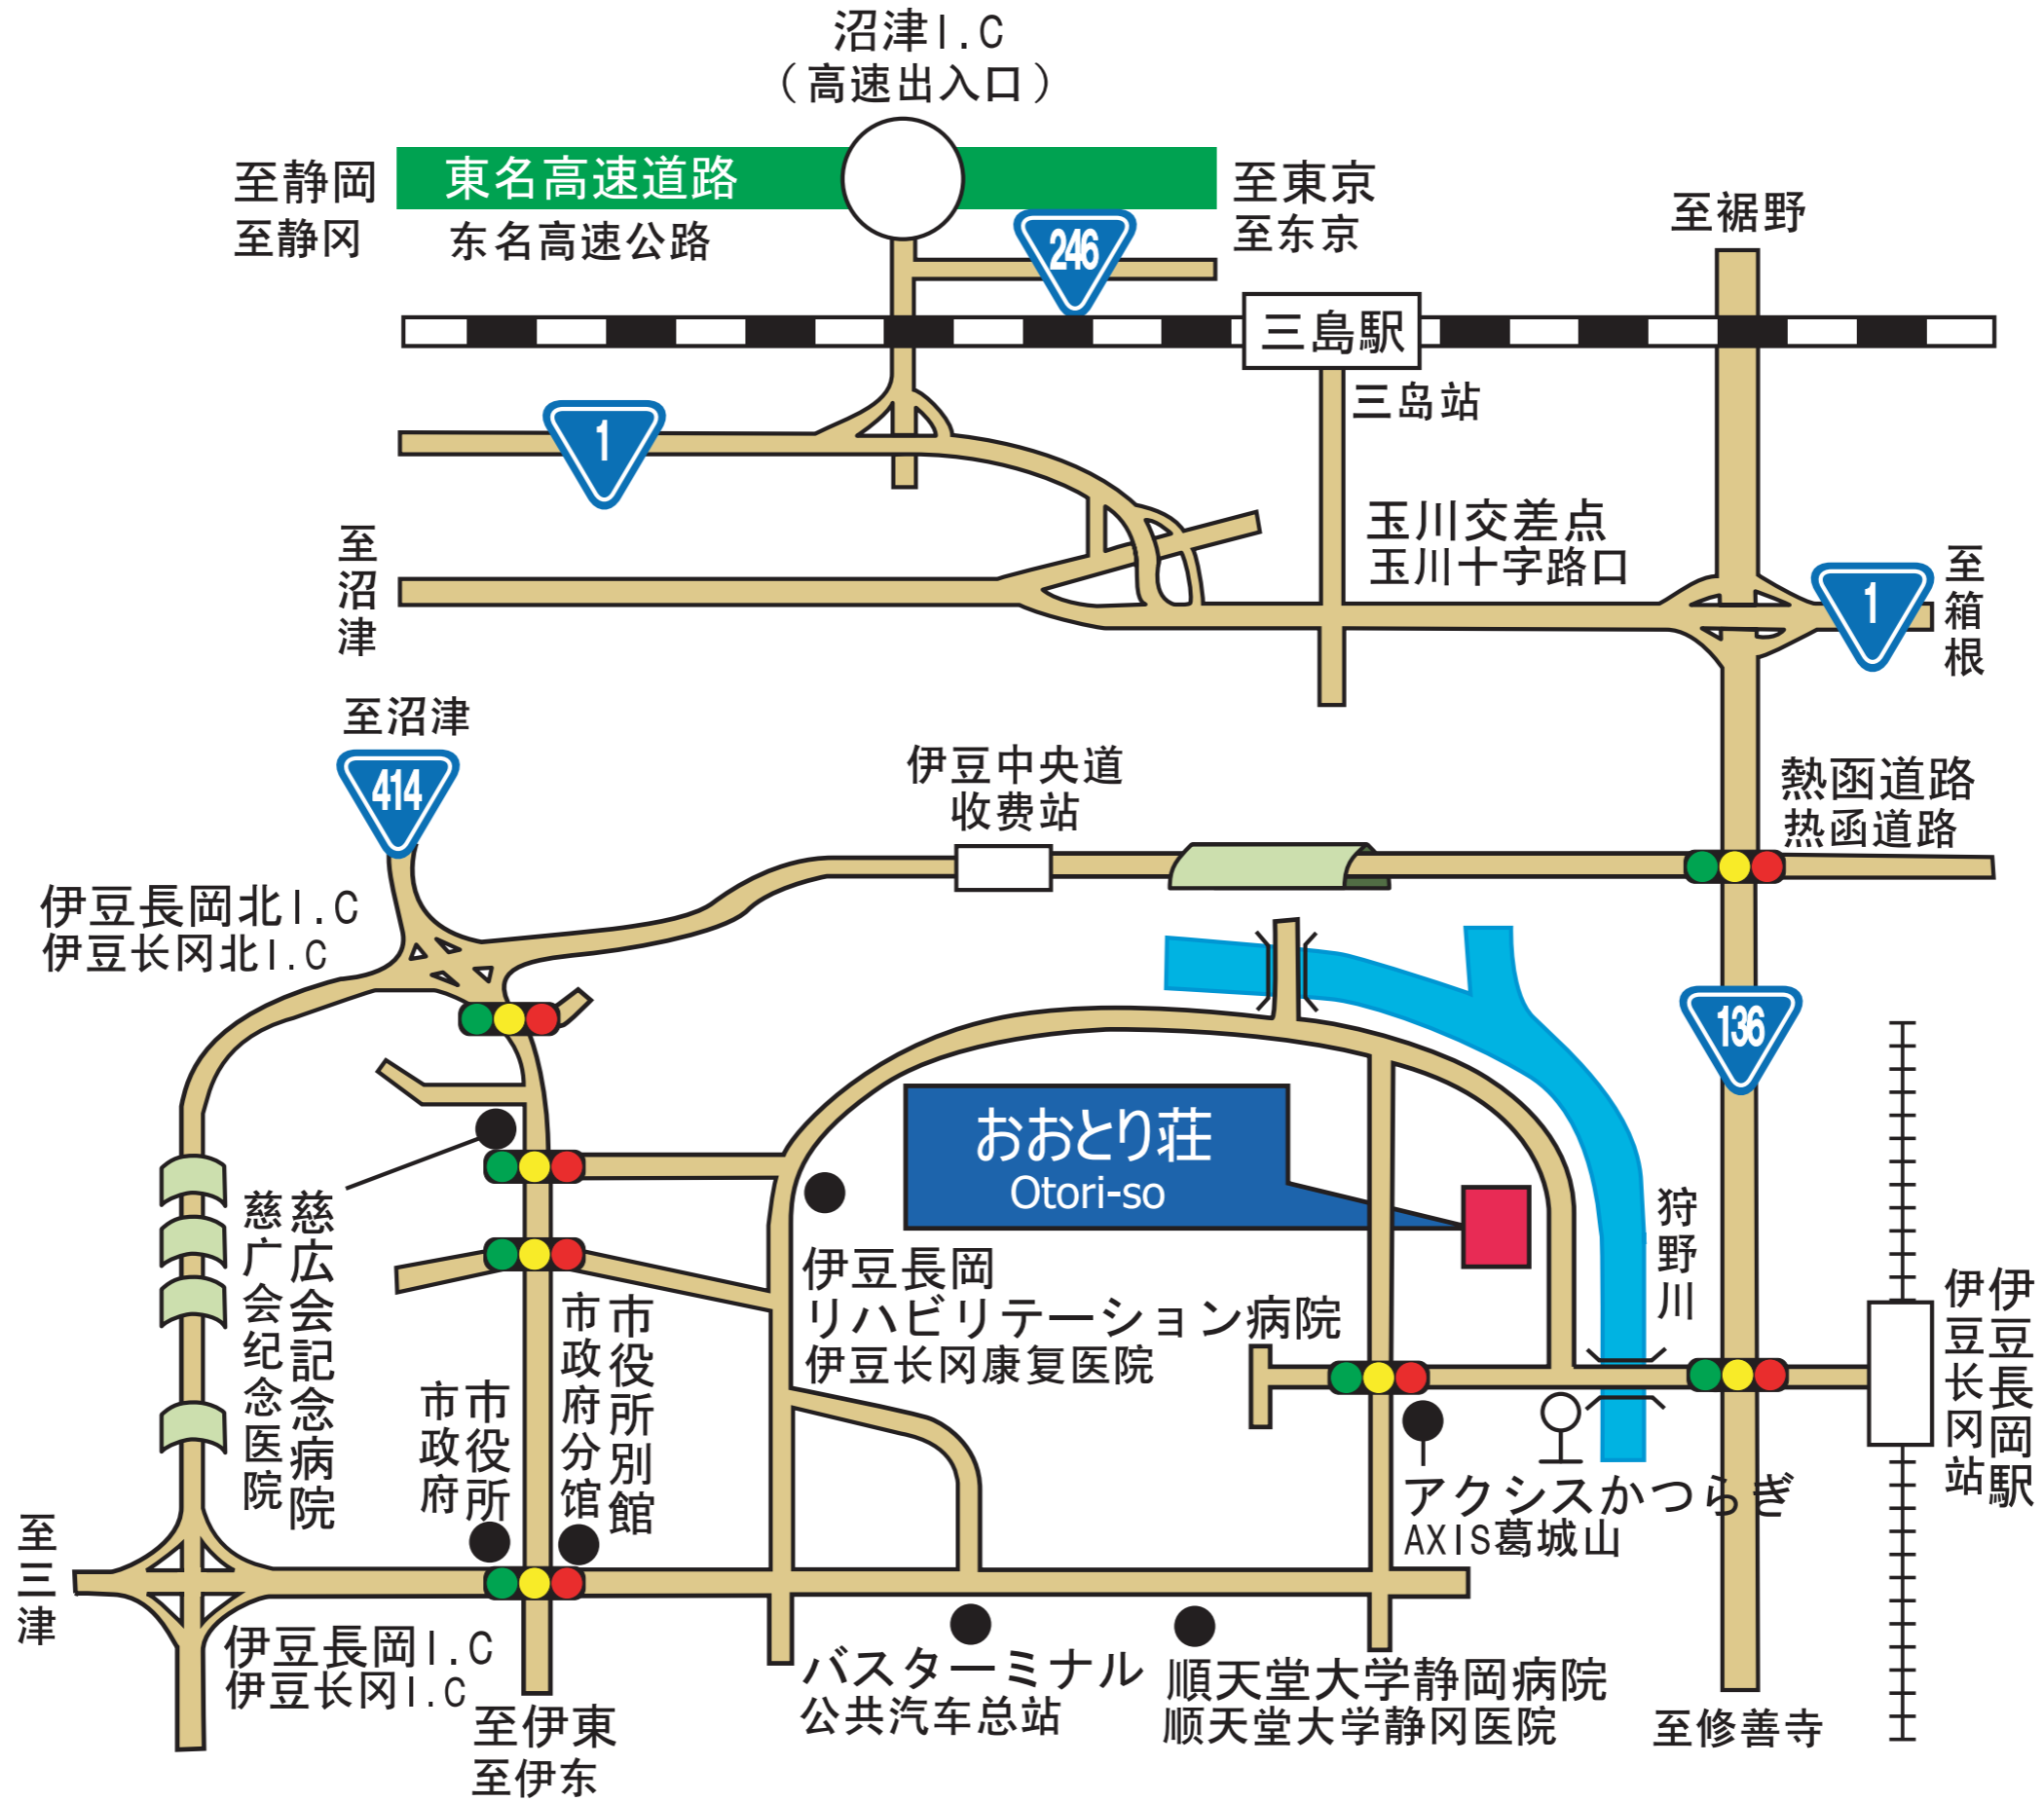 沼津I.C
（高速出入口）
至静岡
至静冈
東名高速道路
东名高速公路
至東京
至东京
246
至裾野
三島駅
三岛站
1
玉川交差点
玉川十字路口
至沼津
1
至箱根
至沼津
414
伊豆中央道
收费站
熱函道路
热函道路
伊豆長岡北I.C
伊豆长冈北I.C
136
おおとり荘
Otori-so
狩野川
慈広会記念病院
慈广会纪念医院
伊豆長岡
リハビリテーション病院
伊豆长冈康复医院
市役所別館
市政府分馆
市役所
市政府
伊豆長岡駅
伊豆长冈站
アクシスかつらぎ
AXIS葛城山
至三津
伊豆長岡I.C
伊豆长冈I.C
バスターミナル
公共汽车总站
順天堂大学静岡病院
顺天堂大学静冈医院
至修善寺
至伊東
至伊东